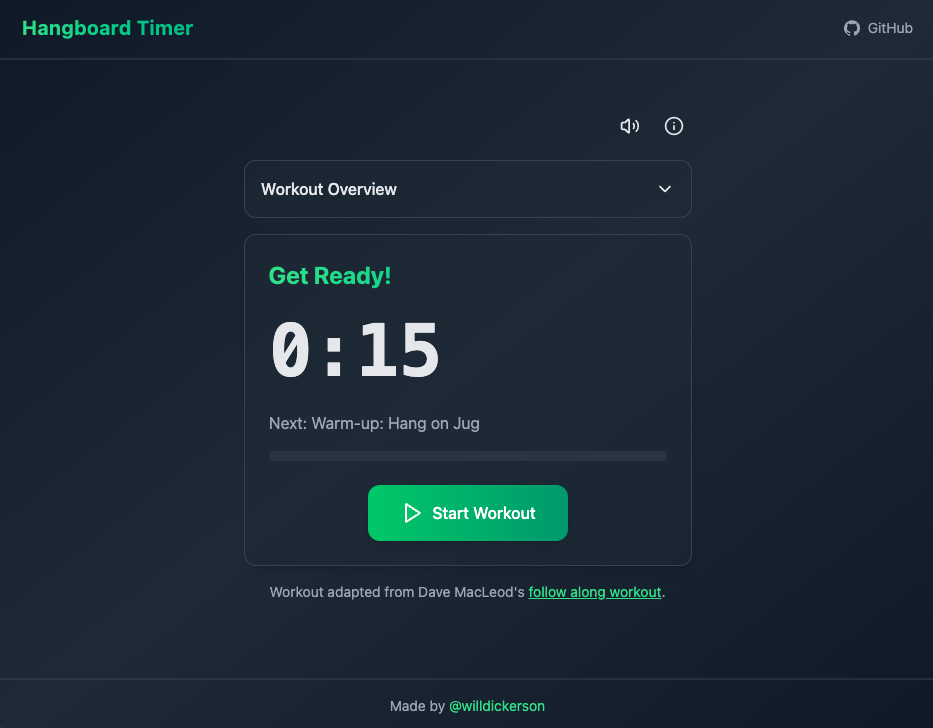 Hangboard Timer
GitHub
Workout Overview
Get Ready!
0:15
Next: Warm-up: Hang on Jug
Start Workout
Workout adapted from Dave MacLeod's follow along workout.
Made by @willdickerson